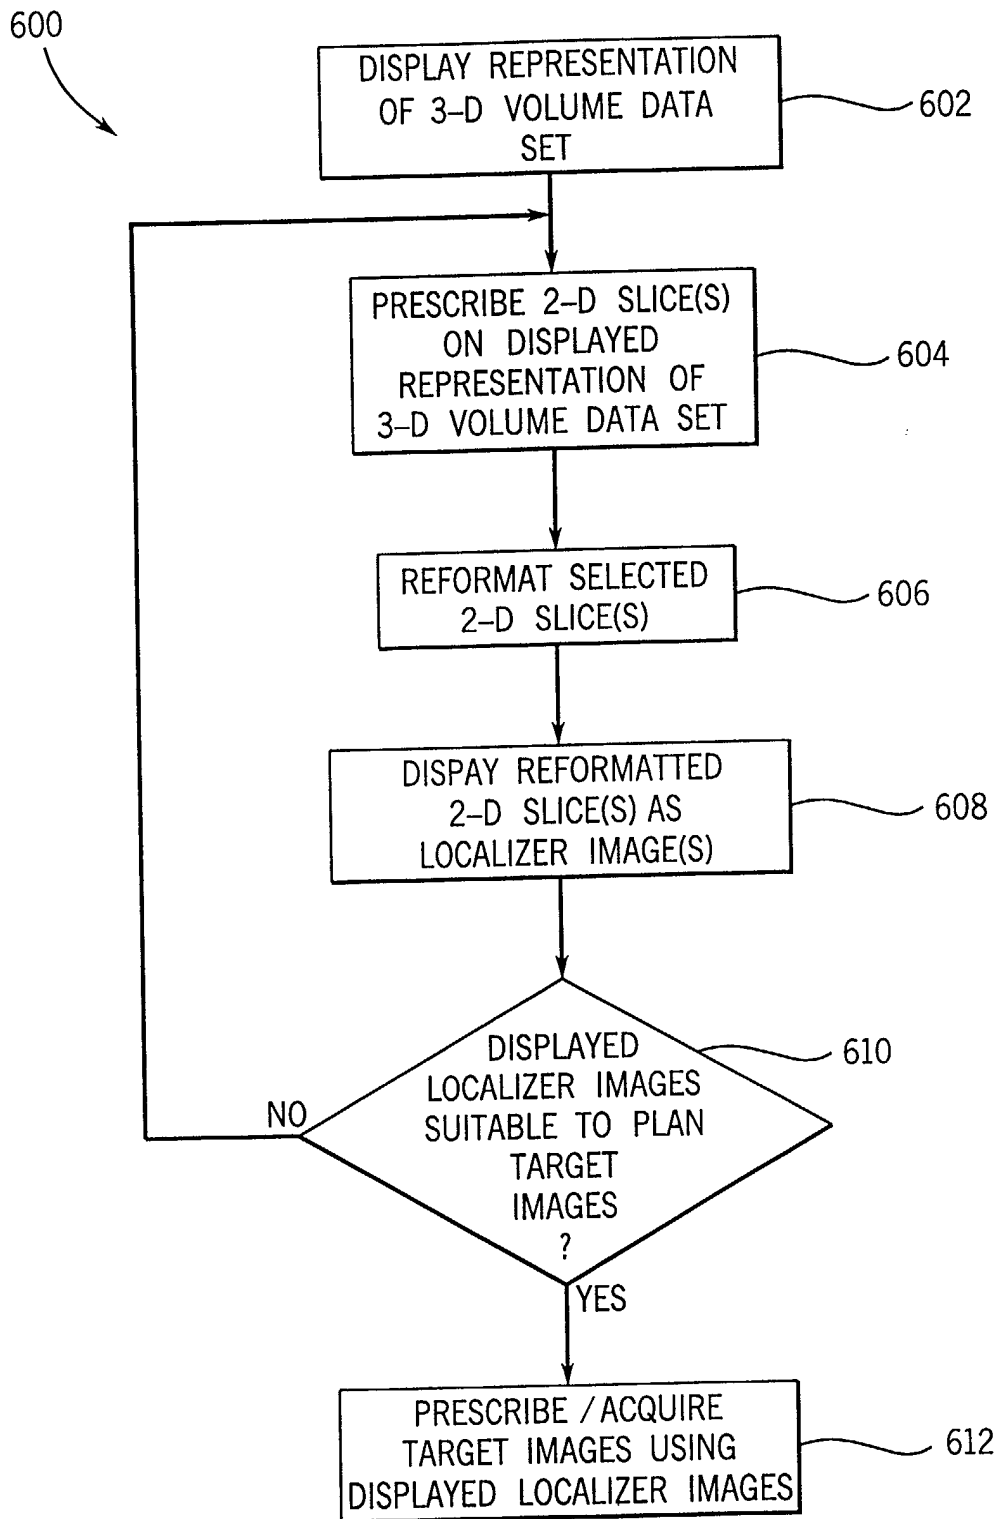 600
DISPLAY REPRESENTATION
OF 3-D VOLUME DATA
SET
602
PRESCRIBE 2-D SLICE(S)
ON DISPLAYED
REPRESENTATION OF
3-D VOLUME DATA SET
604
REFORMAT SELECTED
2-D SLICE(S)
606
DISPAY REFORMATTED
2-D SLICE(S) AS
LOCALIZER IMAGE(S)
608
DISPLAYED
LOCALIZER IMAGES
SUITABLE TO PLAN
TARGET
IMAGES
?
610
NO
YES
PRESCRIBE / ACQUIRE
TARGET IMAGES USING
DISPLAYED LOCALIZER IMAGES
612